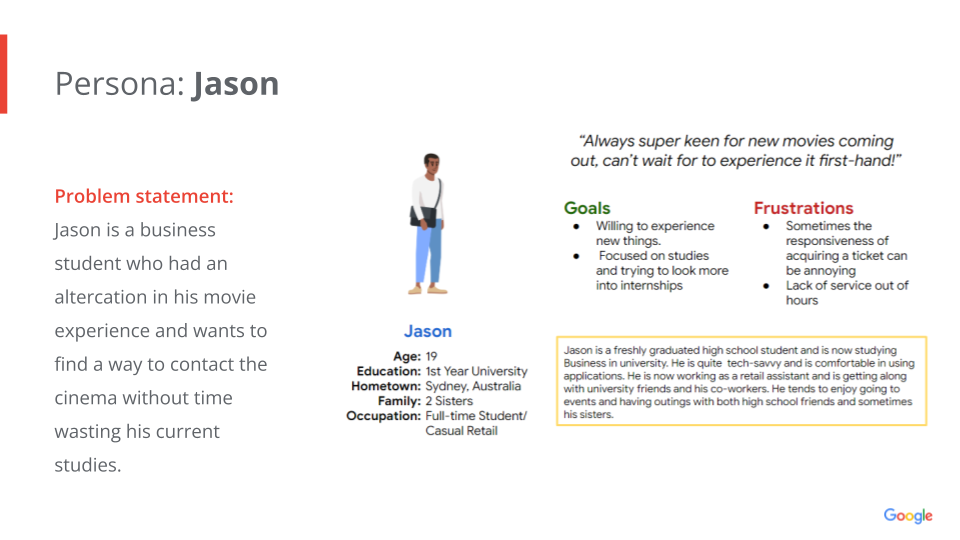 Persona: Jason
Problem statement:
Jason is a business
student who had an
altercation in his movie
experience and wants to
find a way to contact the
cinema without time
wasting his current
studies.
Jason
Age: 19
Education: 1st Year University
Hometown: Sydney, Australia
Family: 2 Sisters
Occupation: Full-time Student/
Casual Retail
“Always super keen for new movies coming
out, can’t wait for to experience it first-hand!”
Goals
● Willing to experience
new things.
● Focused on studies
and trying to look more
into internships
Frustrations
● Sometimes the
responsiveness of
acquiring a ticket can
be annoying
● Lack of service out of
hours
Jason is a freshly graduated high school student and is now studying
Business in university. He is quite tech-savvy and is comfortable in using
applications. He is now working as a retail assistant and is getting along
with university friends and his co-workers. He tends to enjoy going to
events and having outings with both high school friends and sometimes
his sisters.
Google